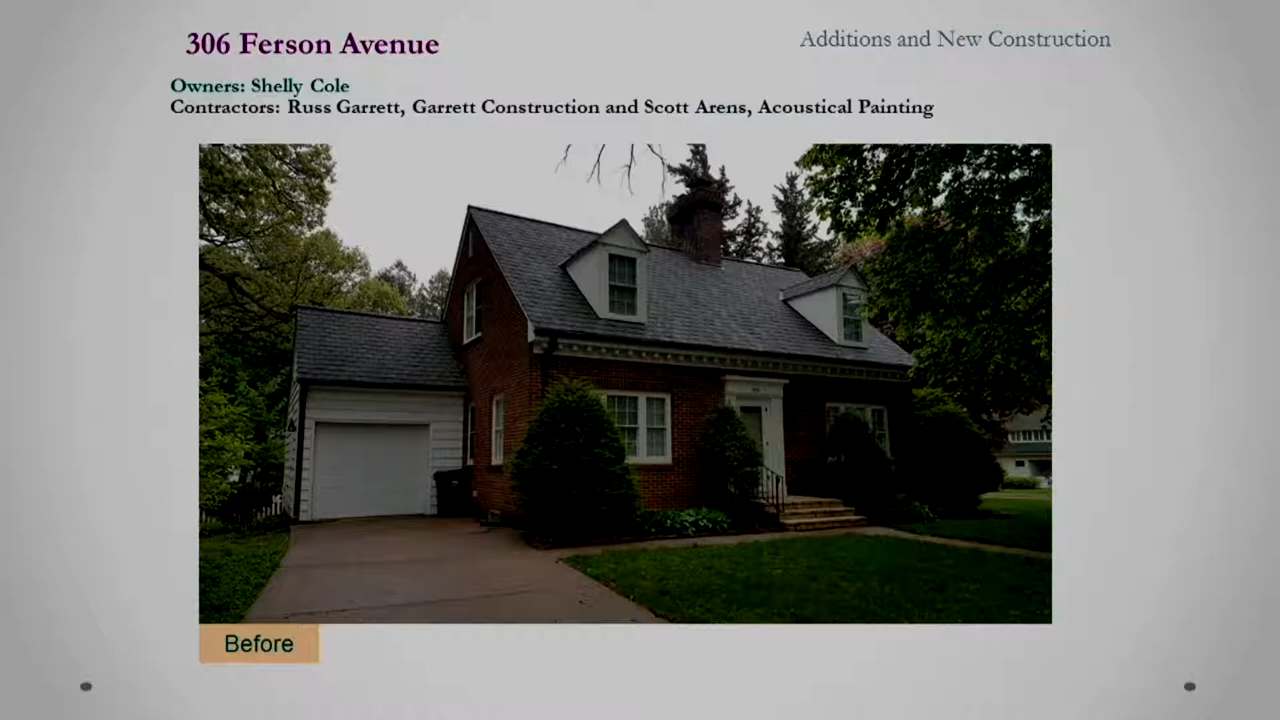 306 Ferson Avenue
Additions and New Construction
Owners: Shelly Cole
Contractors: Russ Garrett, Garrett Construction and Scott Arens, Acoustical Painting
Before